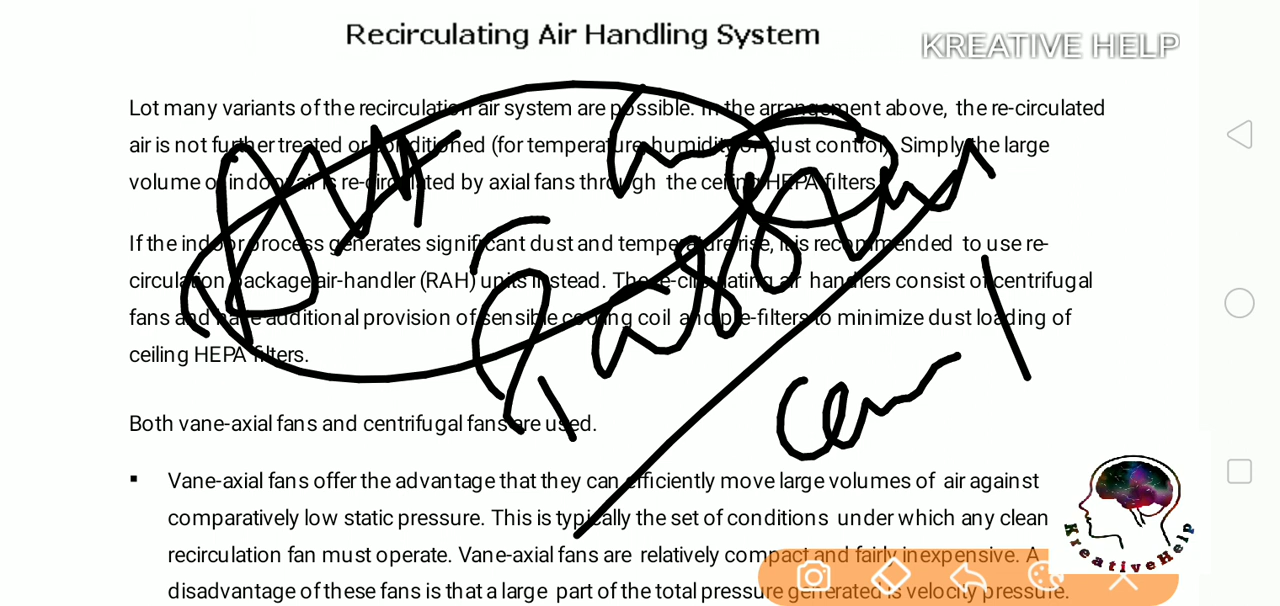 Recirculating Air Handling System
KREATIVE HELP
Lot many variants of the recirculation air system are possible. In the arrangement above, the re-circulated
air is not further treated or conditioned (for temperature, humidity or dust control). Simply the large
volume of indoor air is re-circulated by axial fans through the ceiling HEPA filters.
If the indoor process generates significant dust and temperature rise, it is recommended to use re-
circulation package air-handler (RAH) units instead. The re-circulating air handlers consist of centrifugal
fans and have additional provision of sensible cooling coil and pre-filters to minimize dust loading of
ceiling HEPA filters.
Both vane-axial fans and centrifugal fans are used.
▪ Vane-axial fans offer the advantage that they can efficiently move large volumes of air against
comparatively low static pressure. This is typically the set of conditions under which any clean
recirculation fan must operate. Vane-axial fans are relatively compact and fairly inexpensive. A
disadvantage of these fans is that a large part of the total pressure generated is velocity pressure.
KreativeHelp